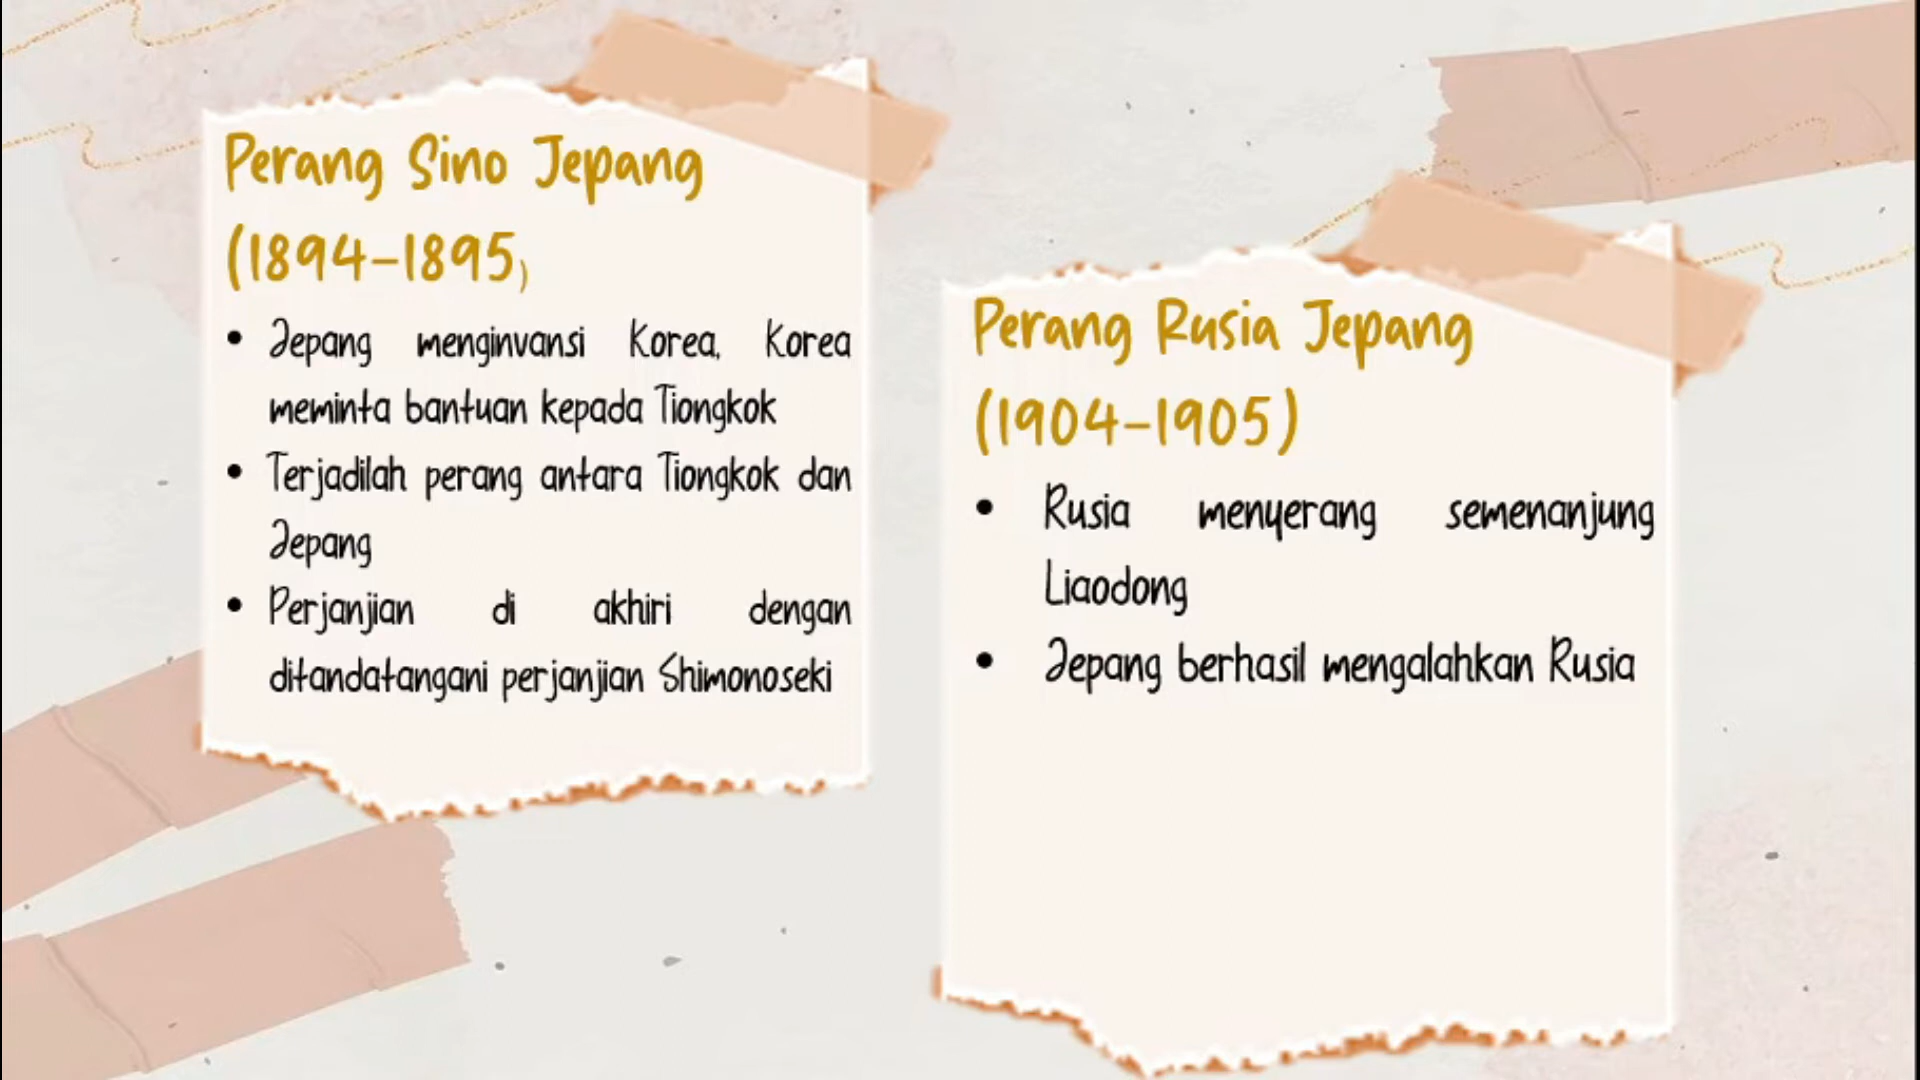 Perang Sino Jepang
(1894-1895)
• Jepang menginvansi Korea, Korea
meminta bantuan kepada Tiongkok
• Terjadilah perang antara Tiongkok dan
Jepang
• Perjanjian di akhiri dengan
ditandatangani perjanjian Shimonoseki
Perang Rusia Jepang
(1904-1905)
• Rusia menyerang semenanjung
Liaodong
• Jepang berhasil mengalahkan Rusia